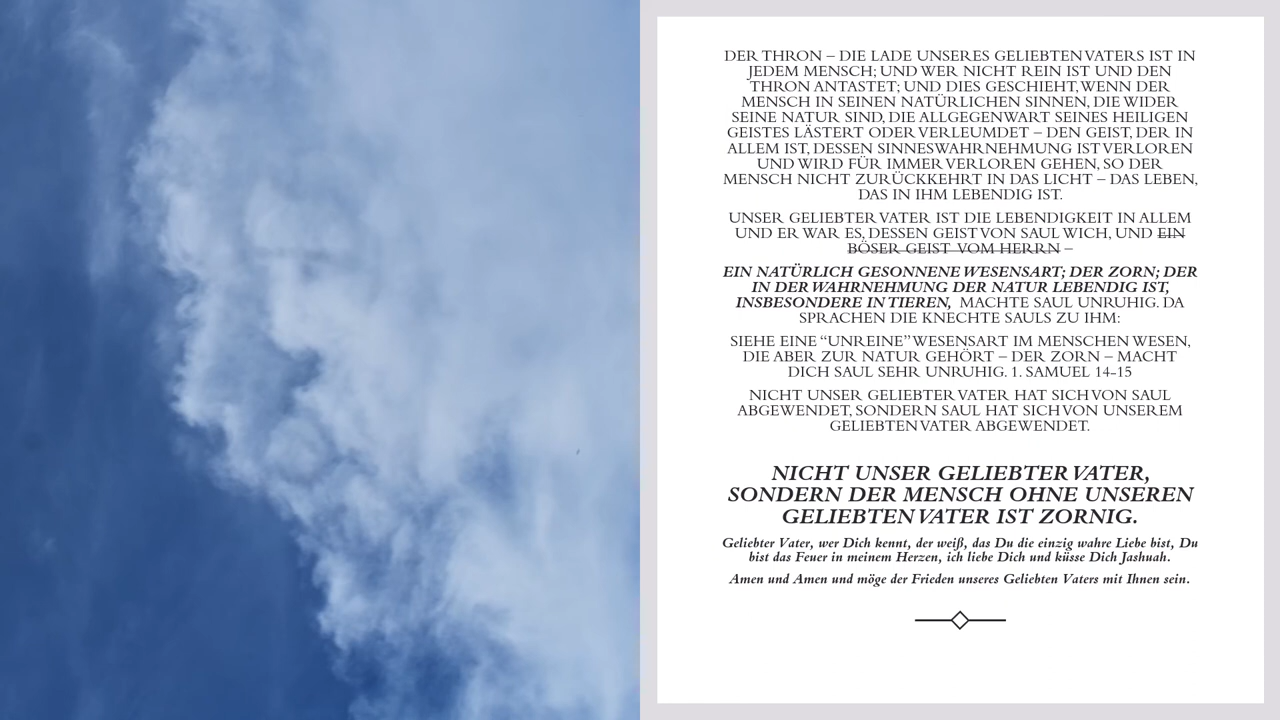 DER THRON – DIE LADE UNSERES GELIEBTEN VATERS IST IN
JEDEM MENSCH; UND WER NICHT REIN IST UND DEN
THRON ANTASTET; UND DIES GESCHIEHT, WENN DER
MENSCH IN SEINEN NATÜRLICHEN SINNEN, DIE WIDER
SEINE NATUR SIND, DIE ALLGEGENWART SEINES HEILIGEN
GEISTES LÄSTERT ODER VERLEUMDET – DEN GEIST, DER IN
ALLEM IST, DESSEN SINNESWAHRNEHMUNG IST VERLOREN
UND WIRD FÜR IMMER VERLOREN GEHEN, SO DER
MENSCH NICHT ZURÜCKKEHRT IN DAS LICHT – DAS LEBEN,
DAS IN IHM LEBENDIG IST.
UNSER GELIEBTER VATER IST DIE LEBENDIGKEIT IN ALLEM
UND ER WAR ES, DESSEN GEIST VON SAUL WICH, UND EIN
BÖSER GEIST VOM HERRN –
EIN NATÜRLICH GESONNENE WESENSART; DER ZORN; DER
IN DER WAHRNEHMUNG DER NATUR LEBENDIG IST,
INSBESONDERE IN TIEREN, MACHTE SAUL UNRUHIG. DA
SPRACHEN DIE KNECHTE SAULS ZU IHM:
SIEHE EINE “UNREINE” WESENSART IM MENSCHEN WESEN,
DIE ABER ZUR NATUR GEHÖRT – DER ZORN – MACHT
DICH SAUL SEHR UNRUHIG. 1. SAMUEL 14-15
NICHT UNSER GELIEBTER VATER HAT SICH VON SAUL
ABGEWENDET, SONDERN SAUL HAT SICH VON UNSEREM
GELIEBTEN VATER ABGEWENDET.
NICHT UNSER GELIEBTER VATER,
SONDERN DER MENSCH OHNE UNSEREN
GELIEBTEN VATER IST ZORNIG.
Geliebter Vater, wer Dich kennt, der weiß, das Du die einzig wahre Liebe bist, Du
bist das Feuer in meinem Herzen, ich liebe Dich und küsse Dich Jashuah.
Amen und Amen und möge der Frieden unseres Geliebten Vaters mit Ihnen sein.